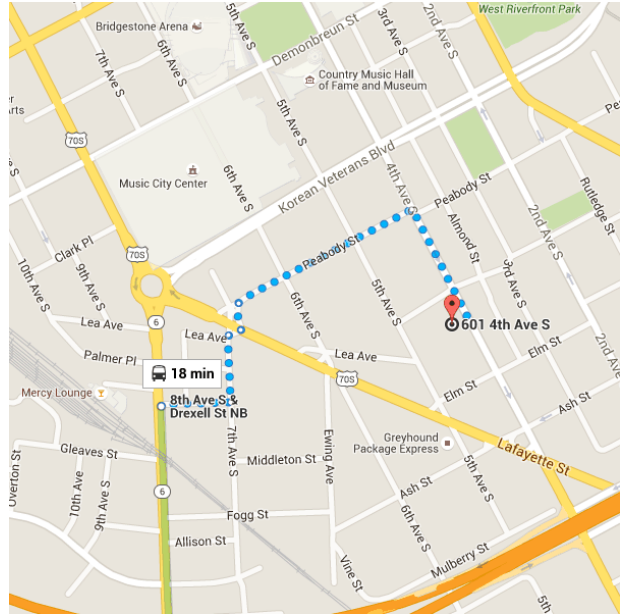 West Riverfront Park
Bridgestone Arena
5th Ave S
3rd Ave S
2nd Ave S
Demonbreun St
7th Ave S
6th Ave S
5th Ave S
Country Music Hall
of Fame and Museum
Arts
70S
Korean Veterans Blvd
4th Ave S
Peabody St
Music City Center
6th Ave S
Almond St
Rutledge St
2nd Ave S
Clark Pl
70S
Peabody St
3rd Ave S
2nd Ave S
10th Ave S
9th Ave S
6th Ave S
5th Ave S
Lea Ave
6
Lea Ave
601 4th Ave S
Palmer Pl
Lea Ave
Elm St
18 min
70S
Mercy Lounge
8th Ave S &
Drexell St NB
Elm St
Ash St
7th Ave S
Ewing Ave
Greyhound
Package Express
Lafayette St
Gleaves St
Middleton St
5th Ave S
Overton St
10th Ave
9th Ave S
6
Ash St
6th Ave S
Fogg St
Allison St
Vine St
Mulberry St